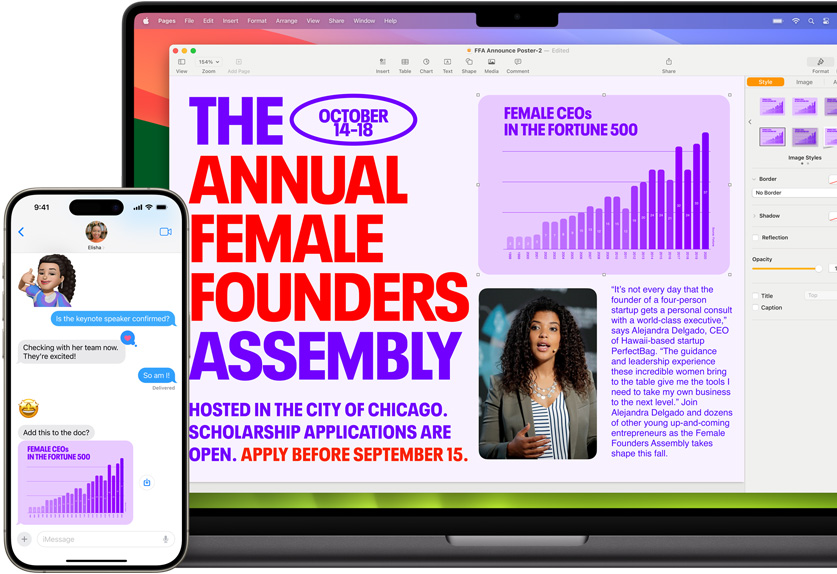 Pages File Edit Insert Format Arrange View Share Window Help
FFA Announce Poster-2 — Edited
154%
View Zoom Add Page Insert Table Chart Text Shape Media Comment Share Format
THE
OCTOBER
14-18
ANNUAL
FEMALE
FOUNDERS
ASSEMBLY
HOSTED IN THE CITY OF CHICAGO.
SCHOLARSHIP APPLICATIONS ARE
OPEN. APPLY BEFORE SEPTEMBER 15.
FEMALE CEOs
IN THE FORTUNE 500
“It’s not every day that the
founder of a four-person
startup gets a personal consult
with a world-class executive,”
says Alejandra Delgado, CEO
of Hawaii-based startup
PerfectBag. “The guidance
and leadership experience
these incredible women bring
to the table give me the tools I
need to take my own business
to the next level.” Join
Alejandra Delgado and dozens
of other young up-and-coming
entrepreneurs as the Female
Founders Assembly takes
shape this fall.
Style Image
Image Styles
Border
No Border
Shadow
Reflection
Opacity
Title Top
Caption
9:41
Elisha
Is the keynote speaker confirmed?
Checking with her team now.
They’re excited!
So am I!
Delivered
Add this to the doc?
FEMALE CEOs
IN THE FORTUNE 500
iMessage